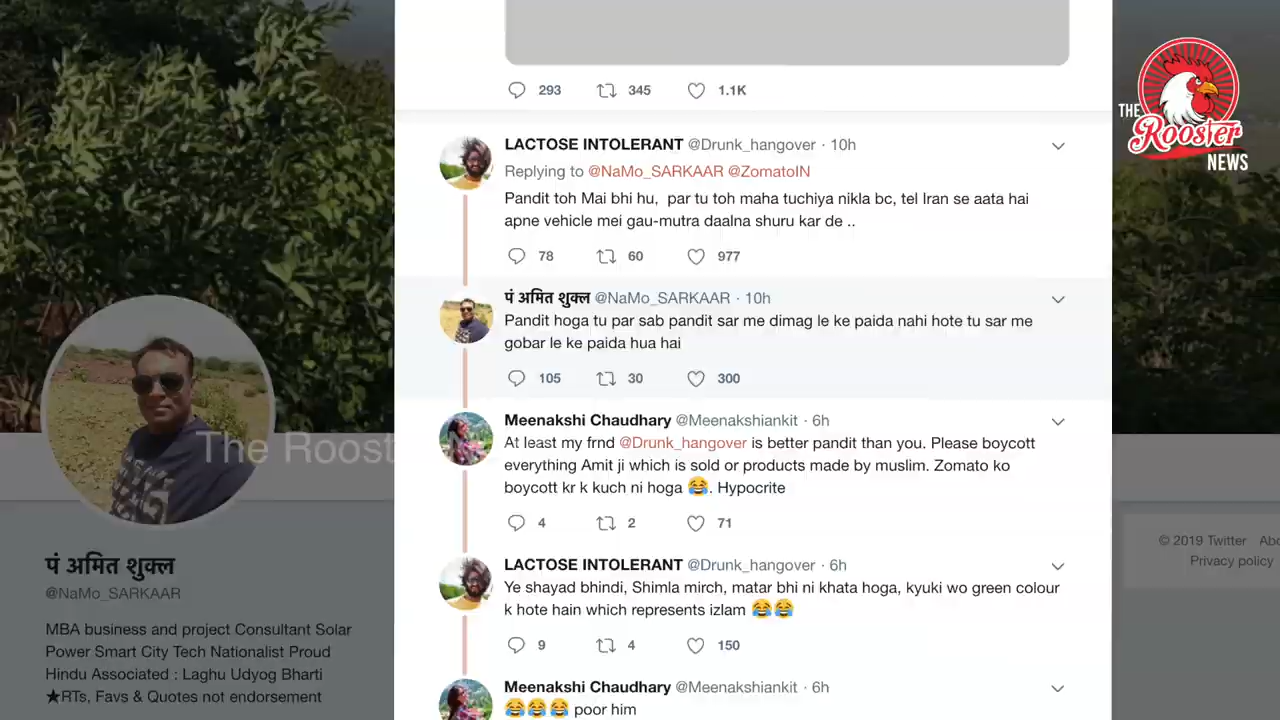 293 345 1.1K
THE
Rooster
NEWS
LACTOSE INTOLERANT @Drunk_hangover · 10h
Replying to @NaMo_SARKAAR @ZomatoIN
Pandit toh Mai bhi hu, par tu toh maha tuchiya nikla bc, tel Iran se aata hai
apne vehicle mei gau-mutra daalna shuru kar de ..
78 60 977
पं अमित शुक्ल @NaMo_SARKAAR · 10h
Pandit hoga tu par sab pandit sar me dimag le ke paida nahi hote tu sar me
gobar le ke paida hua hai
105 30 300
Meenakshi Chaudhary @Meenakshiankit · 6h
At least my frnd @Drunk_hangover is better pandit than you. Please boycott
everything Amit ji which is sold or products made by muslim. Zomato ko
boycott kr k kuch ni hoga 😂. Hypocrite
4 2 71
LACTOSE INTOLERANT @Drunk_hangover · 6h
Ye shayad bhindi, Shimla mirch, matar bhi ni khata hoga, kyuki wo green colour
k hote hain which represents izlam 😂😂
9 4 150
Meenakshi Chaudhary @Meenakshiankit · 6h
😂😂😂 poor him
The Roost
पं अमित शुक्ल
@NaMo_SARKAAR
MBA business and project Consultant Solar
Power Smart City Tech Nationalist Proud
Hindu Associated : Laghu Udyog Bharti
★RTs, Favs & Quotes not endorsement
© 2019 Twitter Abo
Privacy policy